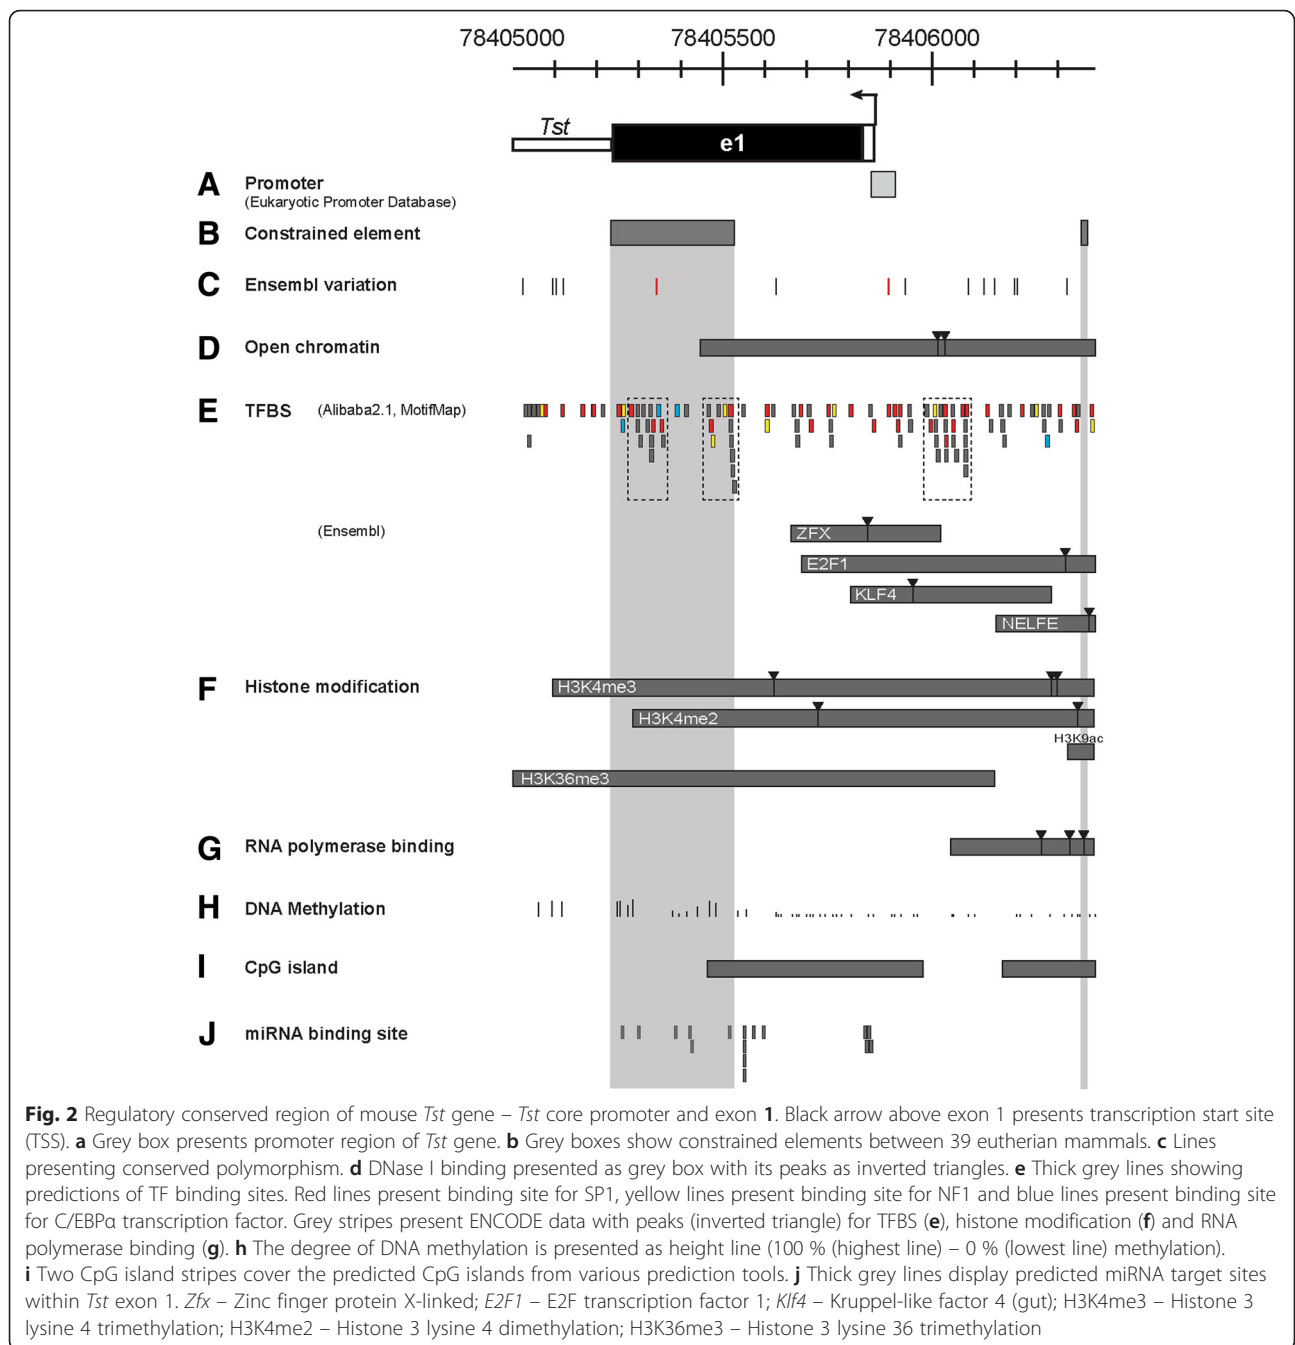 78405000 78405500 78406000
Tst
e1
A Promoter
(Eukaryotic Promoter Database)
B Constrained element
C Ensembl variation
D Open chromatin
E TFBS (Alibaba2.1, MotifMap)
(Ensembl)
ZFX
E2F1
KLF4
NELFE
F Histone modification
H3K4me3
H3K4me2
H3K9ac
H3K36me3
G RNA polymerase binding
H DNA Methylation
I CpG island
J miRNA binding site
Fig. 2 Regulatory conserved region of mouse Tst gene – Tst core promoter and exon 1. Black arrow above exon 1 presents transcription start site
(TSS). a Grey box presents promoter region of Tst gene. b Grey boxes show constrained elements between 39 eutherian mammals. c Lines
presenting conserved polymorphism. d DNase I binding presented as grey box with its peaks as inverted triangles. e Thick grey lines showing
predictions of TF binding sites. Red lines present binding site for SP1, yellow lines present binding site for NF1 and blue lines present binding site
for C/EBPα transcription factor. Grey stripes present ENCODE data with peaks (inverted triangle) for TFBS (e), histone modification (f) and RNA
polymerase binding (g). h The degree of DNA methylation is presented as height line (100 % (highest line) – 0 % (lowest line) methylation).
i Two CpG island stripes cover the predicted CpG islands from various prediction tools. j Thick grey lines display predicted miRNA target sites
within Tst exon 1. Zfx – Zinc finger protein X-linked; E2F1 – E2F transcription factor 1; Klf4 – Kruppel-like factor 4 (gut); H3K4me3 – Histone 3
lysine 4 trimethylation; H3K4me2 – Histone 3 lysine 4 dimethylation; H3K36me3 – Histone 3 lysine 36 trimethylation